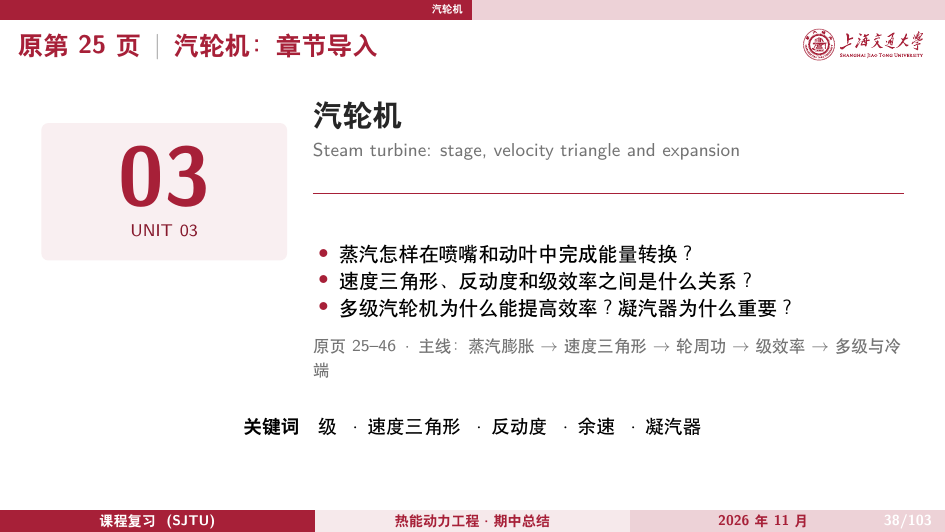 汽轮机
原第 25 页 | 汽轮机：章节导入
上海交通大学
SHANGHAI JIAO TONG UNIVERSITY
03
UNIT 03
汽轮机
Steam turbine: stage, velocity triangle and expansion
• 蒸汽怎样在喷嘴和动叶中完成能量转换？
• 速度三角形、反动度和级效率之间是什么关系？
• 多级汽轮机为什么能提高效率？凝汽器为什么重要？
原页 25–46 · 主线：蒸汽膨胀 → 速度三角形 → 轮周功 → 级效率 → 多级与冷
端
关键词 级 · 速度三角形 · 反动度 · 余速 · 凝汽器
课程复习 (SJTU) 热能动力工程 · 期中总结 2026 年 11 月 38/103